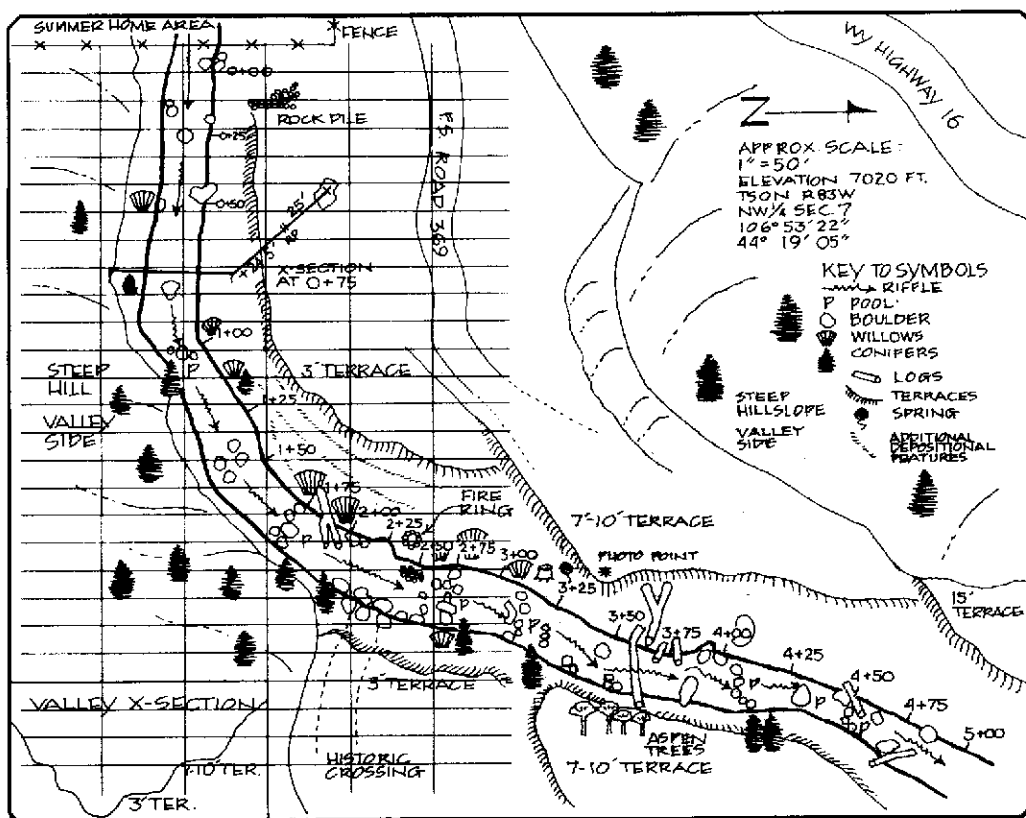 SUMMER HOME AREA
FENCE
0+00
ROCK PILE
0+25
0+50
25'
RP
X-SECTION
AT 0+75
F.S. ROAD 369
WY HIGHWAY 16
N
APPROX. SCALE:
1" = 50'
ELEVATION 7020 FT.
T50N R83W
NW¼ SEC. 7
106° 53' 22"
44° 19' 05"
KEY TO SYMBOLS
RIFFLE
P POOL
BOULDER
WILLOWS
CONIFERS
LOGS
TERRACES
SPRING
ADDITIONAL
DEPOSITIONAL
FEATURES
STEEP
HILLSLOPE
VALLEY
SIDE
1+00
P
STEEP
HILL
VALLEY
SIDE
3' TERRACE
1+25
1+50
1+75
2+00
P
FIRE
RING
2+25
2+50
2+75
P
3+00
3+25
P
7'-10' TERRACE
PHOTO POINT
15'
TERRACE
3+50
3+75
4+00
P
4+25
P
4+50
P
4+75
5+00
3' TERRACE
ASPEN
TREES
7-10' TERRACE
HISTORIC
CROSSING
VALLEY X-SECTION
7-10' TER.
3' TER.